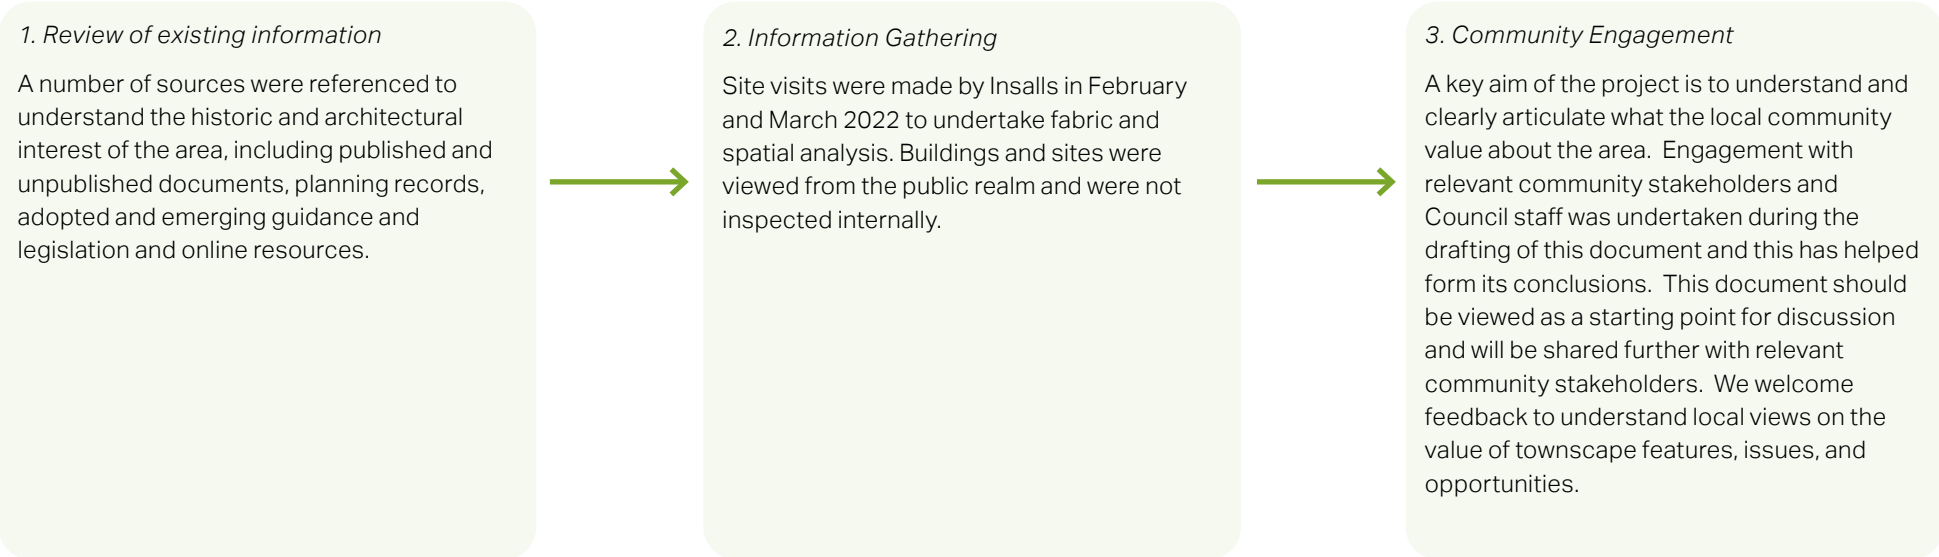 1. Review of existing information
A number of sources were referenced to
understand the historic and architectural
interest of the area, including published and
unpublished documents, planning records,
adopted and emerging guidance and
legislation and online resources.
2. Information Gathering
Site visits were made by Insalls in February
and March 2022 to undertake fabric and
spatial analysis. Buildings and sites were
viewed from the public realm and were not
inspected internally.
3. Community Engagement
A key aim of the project is to understand and
clearly articulate what the local community
value about the area.  Engagement with
relevant community stakeholders and
Council staff was undertaken during the
drafting of this document and this has helped
form its conclusions.  This document should
be viewed as a starting point for discussion
and will be shared further with relevant
community stakeholders.  We welcome
feedback to understand local views on the
value of townscape features, issues, and
opportunities.